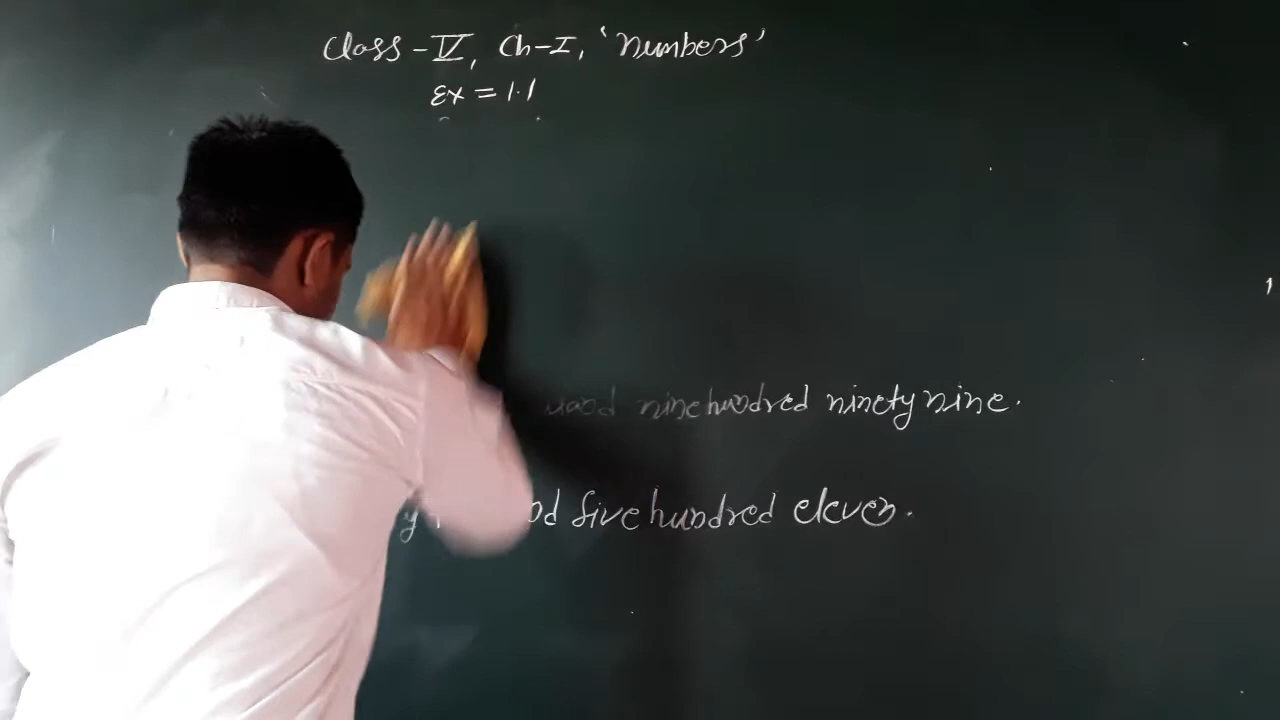 Class-V, Ch-I, 'Numbers'
Ex = 1.1
nine hundred ninety nine.
five hundred eleven.